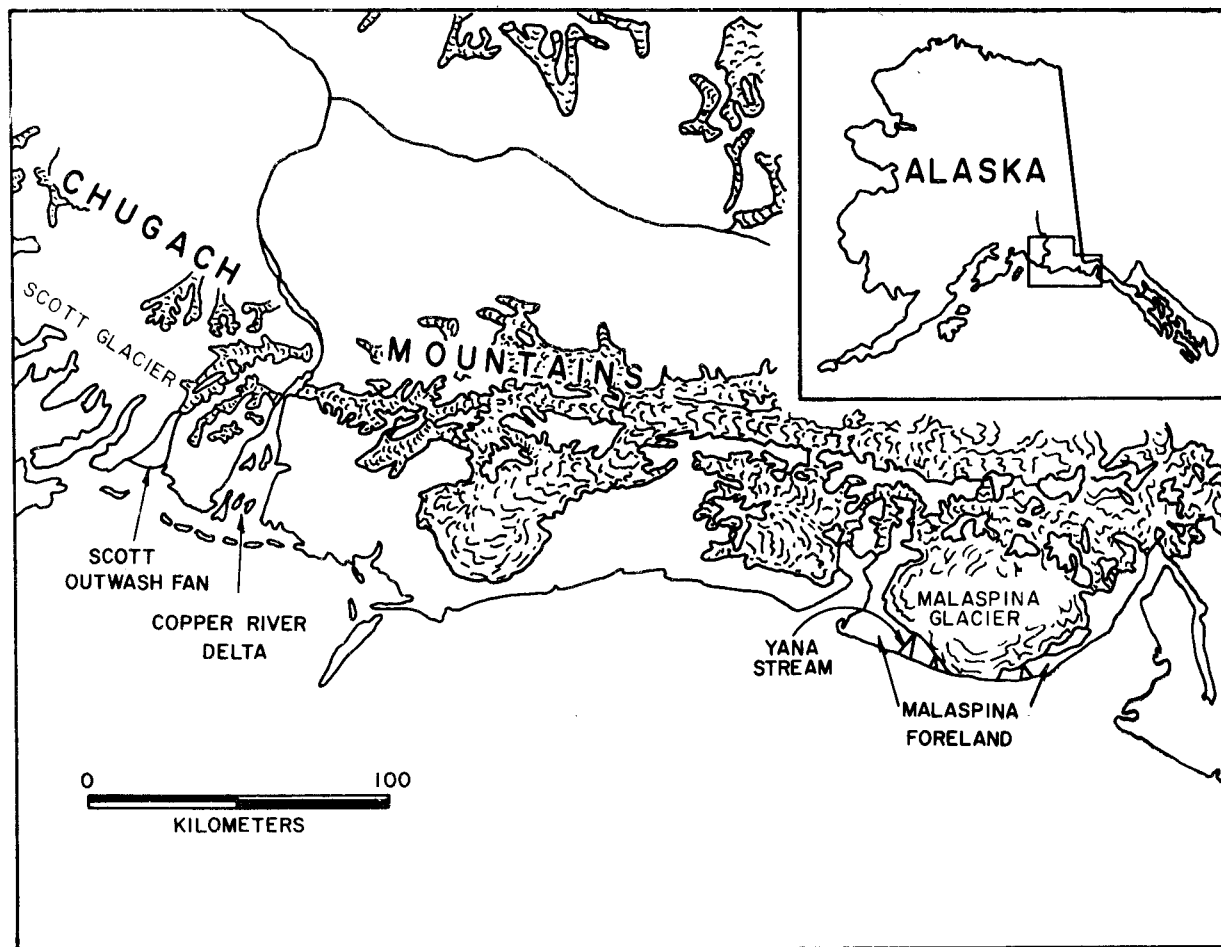 ALASKA
CHUGACH
MOUNTAINS
SCOTT GLACIER
SCOTT
OUTWASH FAN
COPPER RIVER
DELTA
MALASPINA
GLACIER
YANA
STREAM
MALASPINA
FORELAND
0 100
KILOMETERS